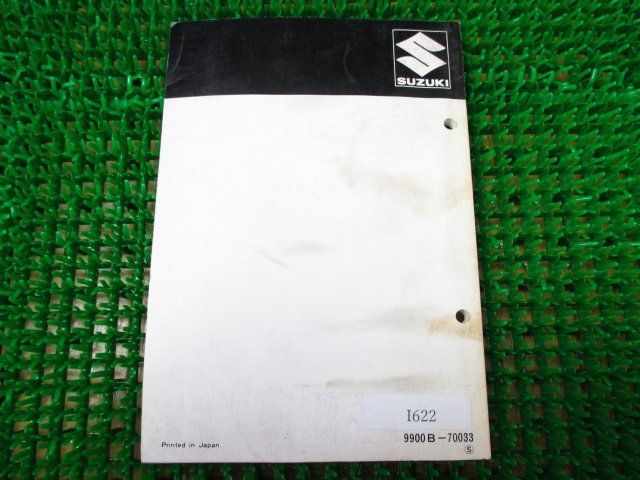 SUZUKI
I622
9900B-70033
Printed in Japan
S